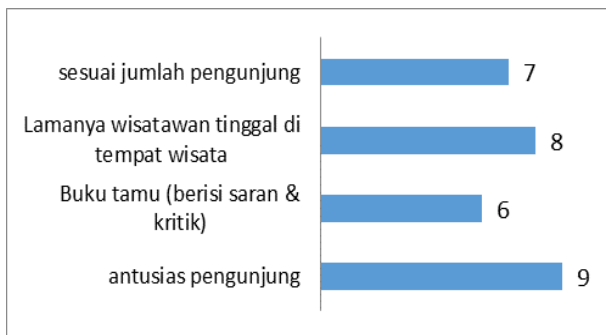 sesuai jumlah pengunjung
7
Lamanya wisatawan tinggal di
tempat wisata
8
Buku tamu (berisi saran &
kritik)
6
antusias pengunjung
9